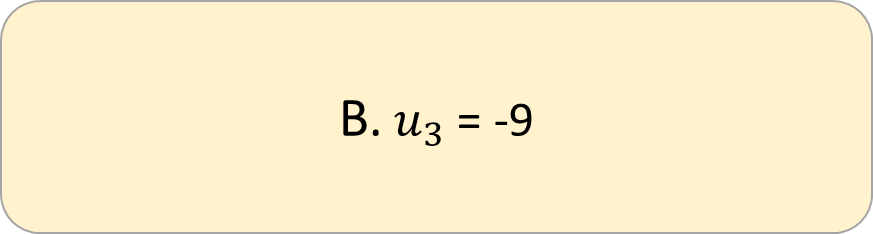 B. u₃ = -9